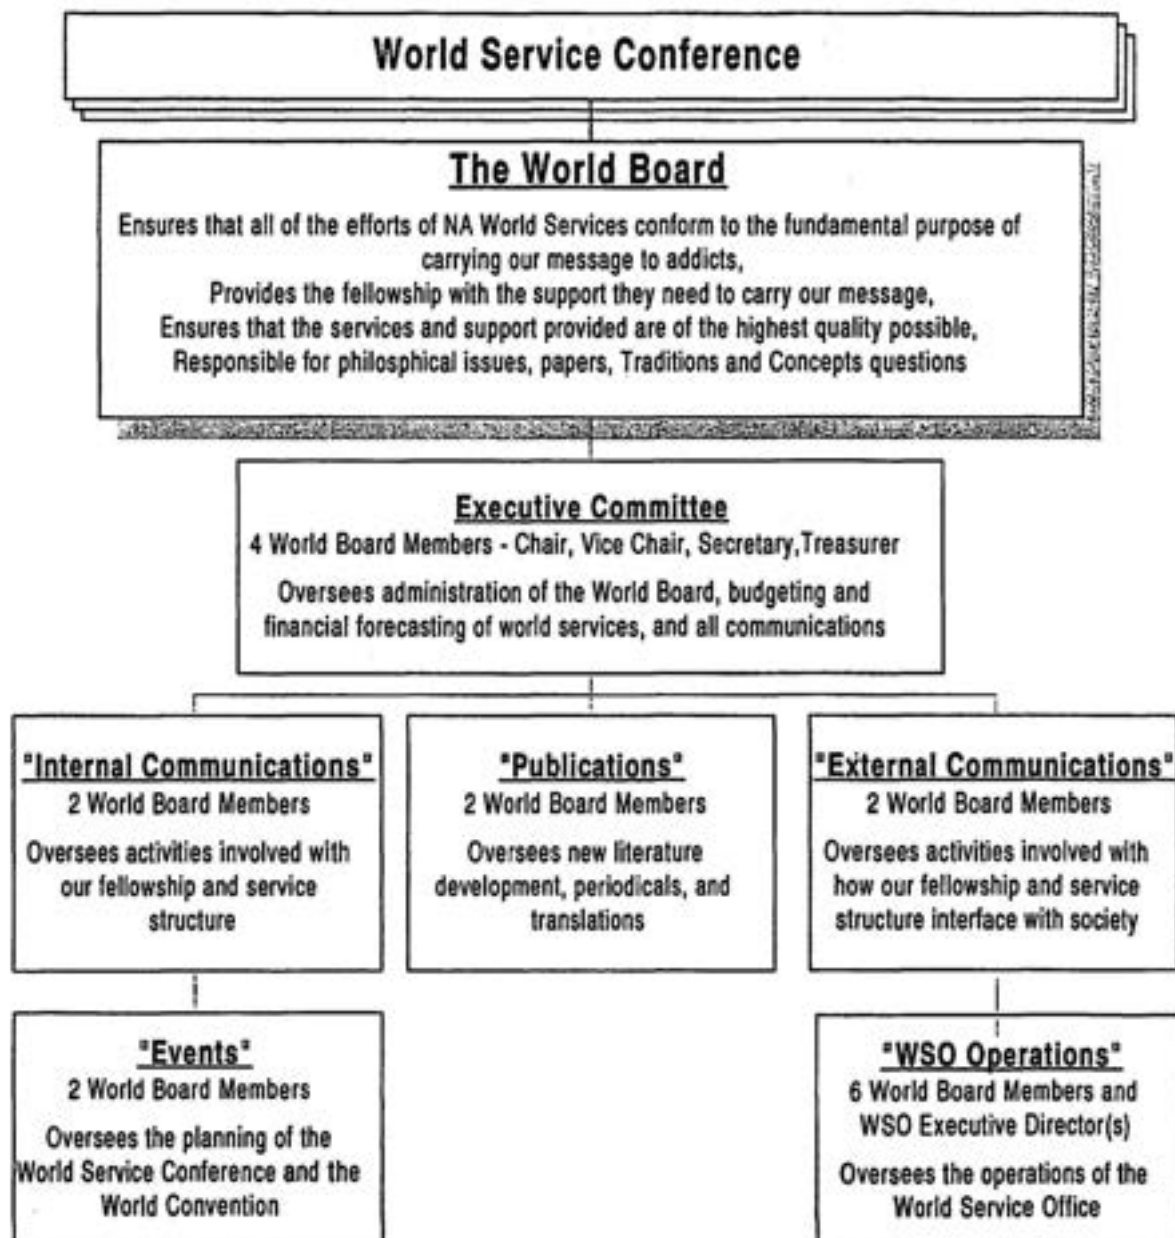 World Service Conference
The World Board
Ensures that all of the efforts of NA World Services conform to the fundamental purpose of
carrying our message to addicts,
Provides the fellowship with the support they need to carry our message,
Ensures that the services and support provided are of the highest quality possible,
Responsible for philosphical issues, papers, Traditions and Concepts questions
Executive Committee
4 World Board Members - Chair, Vice Chair, Secretary,Treasurer
Oversees administration of the World Board, budgeting and
financial forecasting of world services, and all communications
"Internal Communications"
2 World Board Members
Oversees activities involved with
our fellowship and service
structure
"Publications"
2 World Board Members
Oversees new literature
development, periodicals, and
translations
"External Communications"
2 World Board Members
Oversees activities involved with
how our fellowship and service
structure interface with society
"Events"
2 World Board Members
Oversees the planning of the
World Service Conference and the
World Convention
"WSO Operations"
6 World Board Members and
WSO Executive Director(s)
Oversees the operations of the
World Service Office